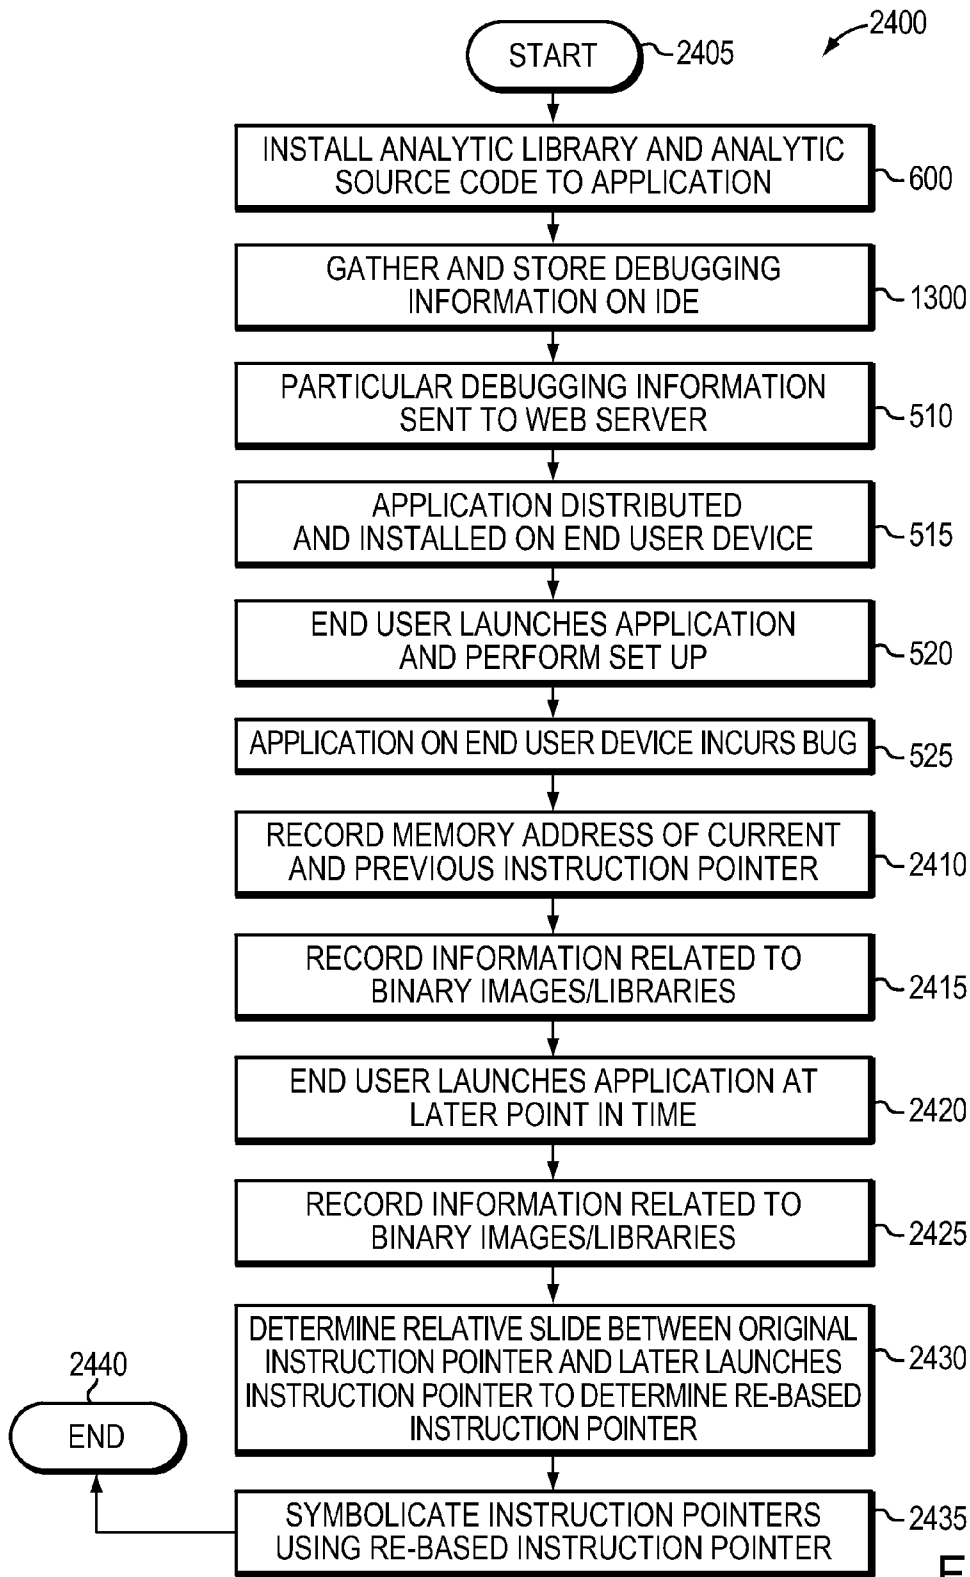 2400
START
2405
INSTALL ANALYTIC LIBRARY AND ANALYTIC
SOURCE CODE TO APPLICATION
600
GATHER AND STORE DEBUGGING
INFORMATION ON IDE
1300
PARTICULAR DEBUGGING INFORMATION
SENT TO WEB SERVER
510
APPLICATION DISTRIBUTED
AND INSTALLED ON END USER DEVICE
515
END USER LAUNCHES APPLICATION
AND PERFORM SET UP
520
APPLICATION ON END USER DEVICE INCURS BUG
525
RECORD MEMORY ADDRESS OF CURRENT
AND PREVIOUS INSTRUCTION POINTER
2410
RECORD INFORMATION RELATED TO
BINARY IMAGES/LIBRARIES
2415
END USER LAUNCHES APPLICATION AT
LATER POINT IN TIME
2420
RECORD INFORMATION RELATED TO
BINARY IMAGES/LIBRARIES
2425
DETERMINE RELATIVE SLIDE BETWEEN ORIGINAL
INSTRUCTION POINTER AND LATER LAUNCHES
INSTRUCTION POINTER TO DETERMINE RE-BASED
INSTRUCTION POINTER
2430
2440
END
SYMBOLICATE INSTRUCTION POINTERS
USING RE-BASED INSTRUCTION POINTER
2435